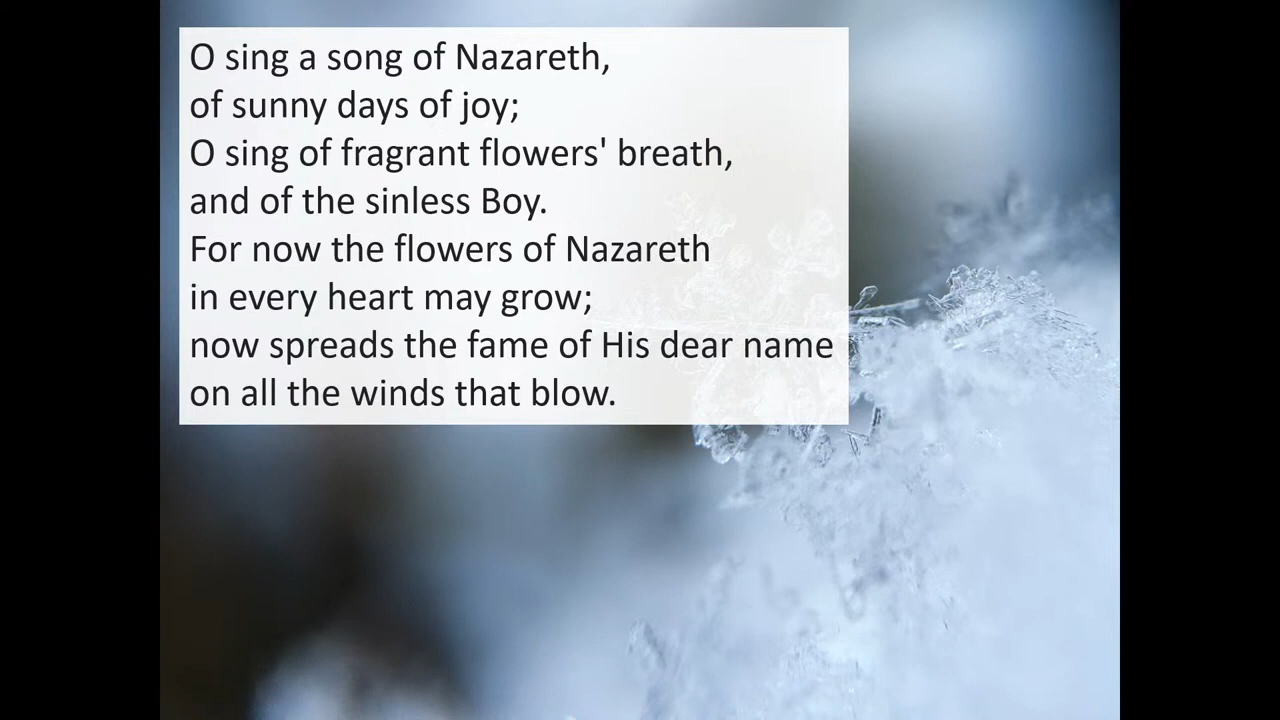 O sing a song of Nazareth,
of sunny days of joy;
O sing of fragrant flowers' breath,
and of the sinless Boy.
For now the flowers of Nazareth
in every heart may grow;
now spreads the fame of His dear name
on all the winds that blow.